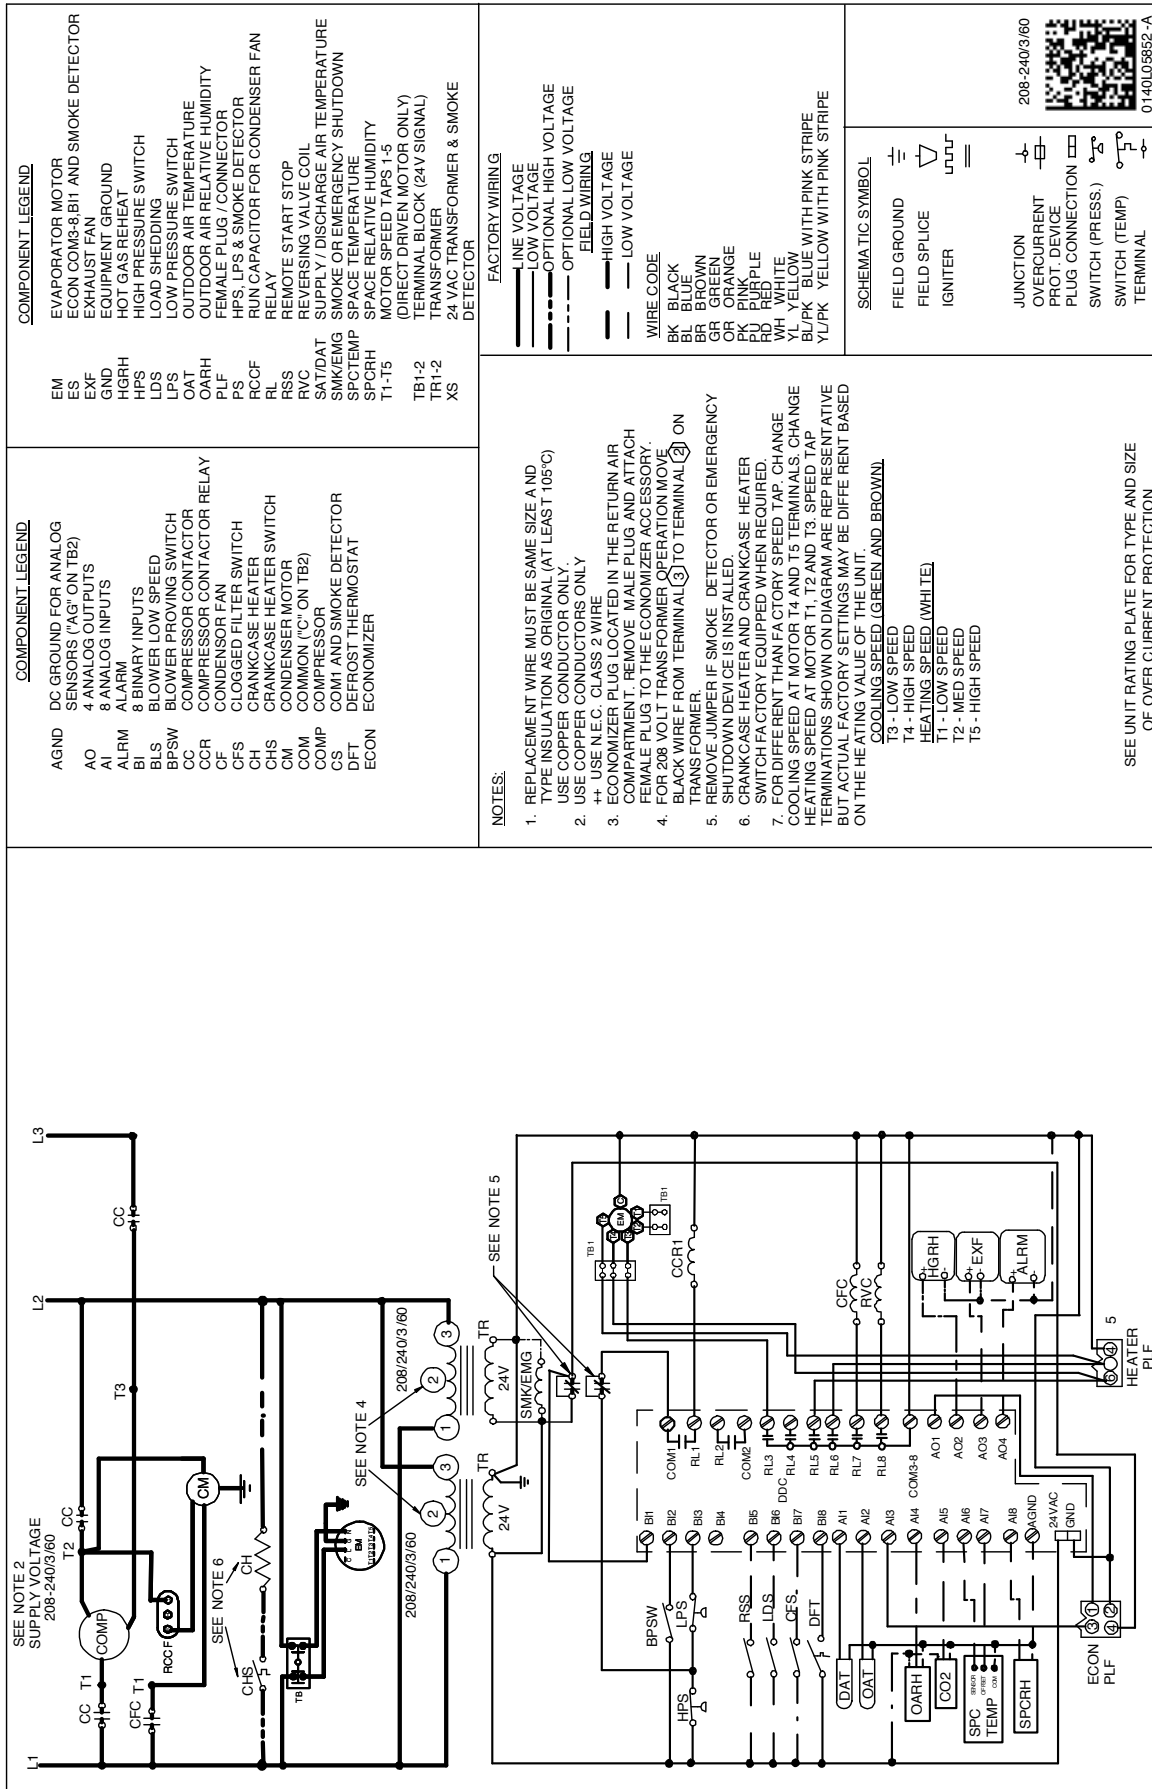 COMPONENT LEGEND
AGND DC GROUND FOR ANALOG
SENSORS ("AG" ON TB2)
AO 4 ANALOG OUTPUTS
AI 8 ANALOG INPUTS
ALRM ALARM
BI 8 BINARY INPUTS
BLS BLOWER LOW SPEED
BPSW BLOWER PROVING SWITCH
CC COMPRESSOR CONTACTOR
CCR COMPRESSOR CONTACTOR RELAY
CF CONDENSOR FAN
CFS CLOGGED FILTER SWITCH
CH CRANKCASE HEATER
CHS CRANKCASE HEATER SWITCH
CM CONDENSER MOTOR
COM COMMON ("C" ON TB2)
COMP COMPRESSOR
CS COM1 AND SMOKE DETECTOR
DFT DEFROST THERMOSTAT
ECON ECONOMIZER
COMPONENT LEGEND
EM EVAPORATOR MOTOR
ES ECON COM3-8,BI1 AND SMOKE DETECTOR
EXF EXHAUST FAN
GND EQUIPMENT GROUND
HGRH HOT GAS REHEAT
HPS HIGH PRESSURE SWITCH
LDS LOAD SHEDDING
LPS LOW PRESSURE SWITCH
OAT OUTDOOR AIR TEMPERATURE
OARH OUTDOOR AIR RELATIVE HUMIDITY
PLF FEMALE PLUG / CONNECTOR
PS HPS, LPS & SMOKE DETECTOR
RCCF RUN CAPACITOR FOR CONDENSER FAN
RL RELAY
RSS REMOTE START STOP
RVC REVERSING VALVE COIL
SAT/DAT SUPPLY / DISCHARGE AIR TEMPERATURE
SMK/EMG SMOKE OR EMERGENCY SHUTDOWN
SPCTEMP SPACE TEMPERATURE
SPCRH SPACE RELATIVE HUMIDITY
T1-T5 MOTOR SPEED TAPS 1-5
(DIRECT DRIVEN MOTOR ONLY)
TB1-2 TERMINAL BLOCK (24V SIGNAL)
TR1-2 TRANSFORMER
XS 24 VAC TRANSFORMER & SMOKE
DETECTOR
NOTES:
1. REPLACEMENT WIRE MUST BE SAME SIZE AND
TYPE INSULATION AS ORIGINAL (AT LEAST 105°C)
USE COPPER CONDUCTOR ONLY.
2. USE COPPER CONDUCTORS ONLY
++ USE N.E.C. CLASS 2 WIRE
3. ECONOMIZER PLUG LOCATED IN THE RETURN AIR
COMPARTMENT. REMOVE MALE PLUG AND ATTACH
FEMALE PLUG TO THE ECONOMIZER ACCESSORY.
4. FOR 208 VOLT TRANSFORMER OPERATION MOVE
BLACK WIRE FROM TERMINAL 3 TO TERMINAL 2 ON
TRANSFORMER.
5. REMOVE JUMPER IF SMOKE DETECTOR OR EMERGENCY
SHUTDOWN DEVICE IS INSTALLED.
6. CRANKCASE HEATER AND CRANKCASE HEATER
SWITCH FACTORY EQUIPPED WHEN REQUIRED.
7. FOR DIFFERENT THAN FACTORY SPEED TAP. CHANGE
COOLING SPEED AT MOTOR T4 AND T5 TERMINALS. CHANGE
HEATING SPEED AT MOTOR T1, T2 AND T3. SPEED TAP
TERMINATIONS SHOWN ON DIAGRAM ARE REPRESENTATIVE
BUT ACTUAL FACTORY SETTINGS MAY BE DIFFERENT BASED
ON THE HEATING VALUE OF THE UNIT.
COOLING SPEED (GREEN AND BROWN)
T3 - LOW SPEED
T4 - HIGH SPEED
HEATING SPEED (WHITE)
T1 - LOW SPEED
T2 - MED SPEED
T5 - HIGH SPEED
SEE UNIT RATING PLATE FOR TYPE AND SIZE
OF OVER CURRENT PROTECTION
FACTORY WIRING
LINE VOLTAGE
LOW VOLTAGE
OPTIONAL HIGH VOLTAGE
OPTIONAL LOW VOLTAGE
FIELD WIRING
HIGH VOLTAGE
LOW VOLTAGE
WIRE CODE
BK BLACK
BL BLUE
BR BROWN
GR GREEN
OR ORANGE
PK PINK
PU PURPLE
RD RED
WH WHITE
YL YELLOW
BL/PK BLUE WITH PINK STRIPE
YL/PK YELLOW WITH PINK STRIPE
SCHEMATIC SYMBOL
FIELD GROUND
FIELD SPLICE
IGNITER
JUNCTION
OVERCURRENT
PROT. DEVICE
PLUG CONNECTION
SWITCH (PRESS.)
SWITCH (TEMP)
TERMINAL
208-240/3/60
0140L05852 -A
SEE NOTE 2
SUPPLY VOLTAGE
208-240/3/60
L1
L2
L3
CC
T1
COMP
T2
CC
T3
CC
CFC
T1
RCCF
CM
SEE NOTE 6
CHS
CH
TB
EM
SEE NOTE 4
208/240/3/60
1
2
3
208/240/3/60
1
2
3
24V
TR
24V
TR
SMK/EMG
SEE NOTE 5
TB1
EM
C
TB1
CCR1
CFC
RVC
HGRH
EXF
ALRM
HPS
LPS
BPSW
RSS
LDS
CFS
DFT
DAT
OAT
OARH
CO2
SPC
TEMP
SENSOR
OFFSET
COM
SPCRH
BI1
BI2
BI3
BI4
BI5
BI6
BI7
BI8
AI1
AI2
AI3
AI4
AI5
AI6
AI7
AI8
AGND
24VAC
GND
DDC
COM1
RL1
RL2
COM2
RL3
RL4
RL5
RL6
RL7
RL8
COM3-8
AO1
AO2
AO3
AO4
ECON
PLF
3
1
4
2
HEATER
PLF
6
4
5